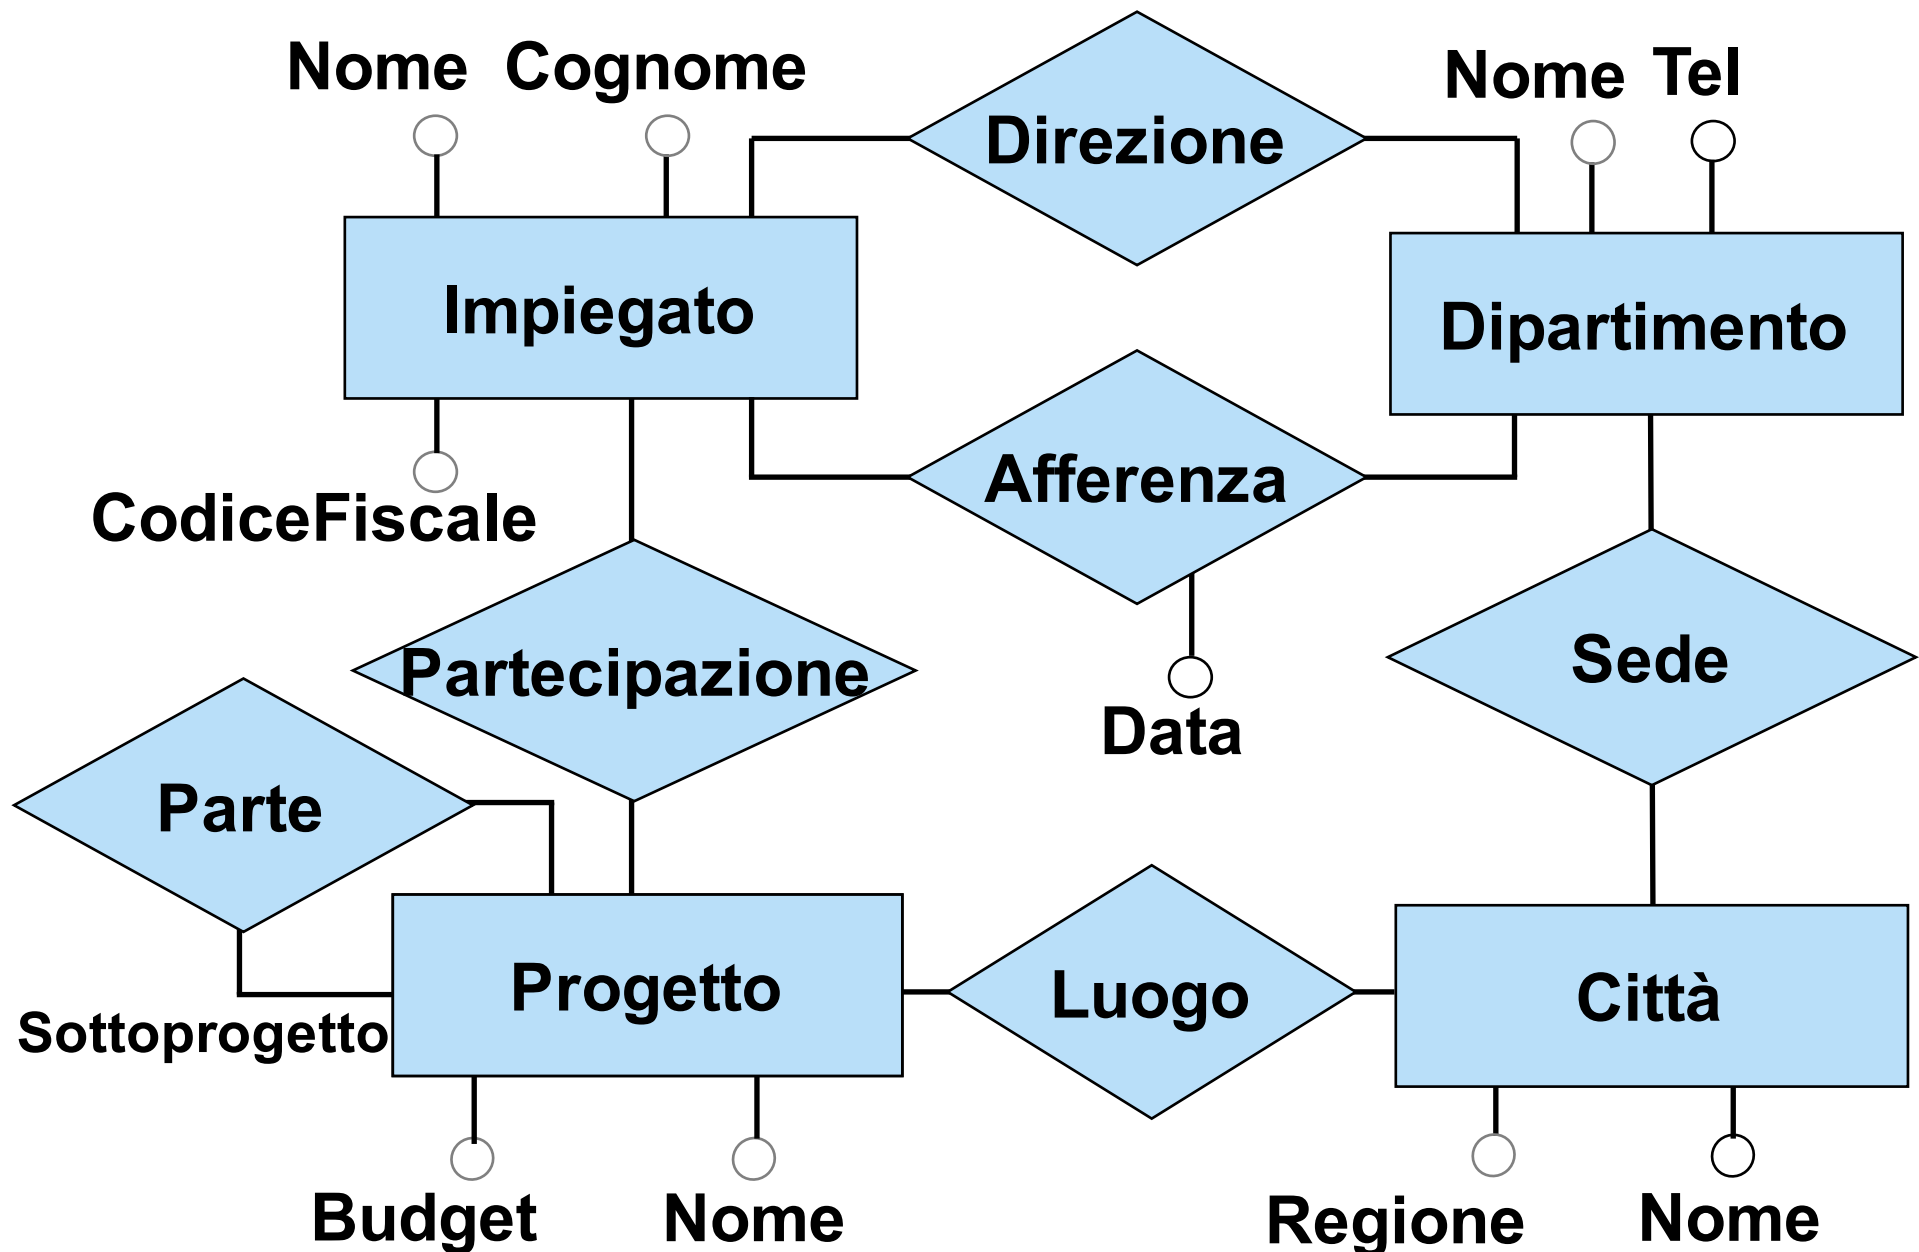 Nome Cognome
Nome Tel
Direzione
Impiegato
Dipartimento
Afferenza
CodiceFiscale
Partecipazione
Sede
Data
Parte
Progetto
Luogo
Città
Sottoprogetto
Budget
Nome
Regione
Nome